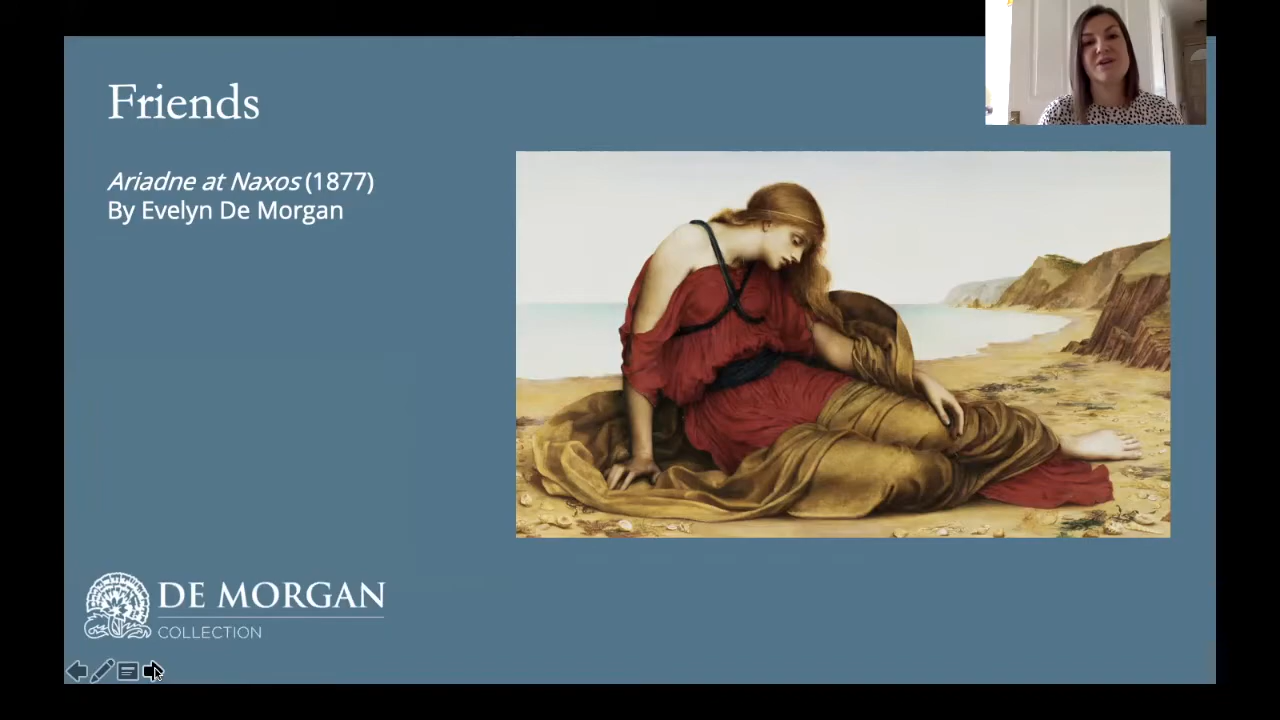 Friends
Ariadne at Naxos (1877)
By Evelyn De Morgan
DE MORGAN
COLLECTION